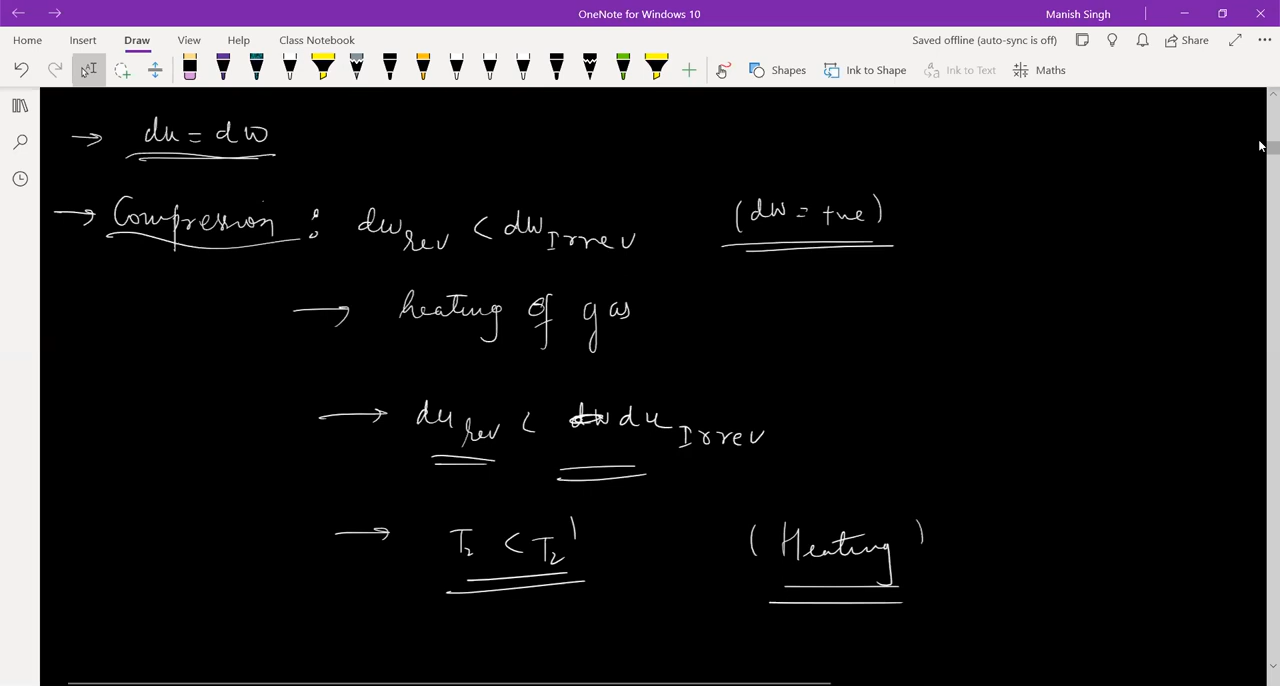 OneNote for Windows 10
Manish Singh
Home Insert Draw View Help Class Notebook
Saved offline (auto-sync is off) Share
Shapes Ink to Shape Ink to Text Maths
→ du = dw
→ Compression : dw rev < dw Irrev (dw = +ve)
→ heating of gas
→ du rev < dw du Irrev
→ T₂ < T₂' (Heating)